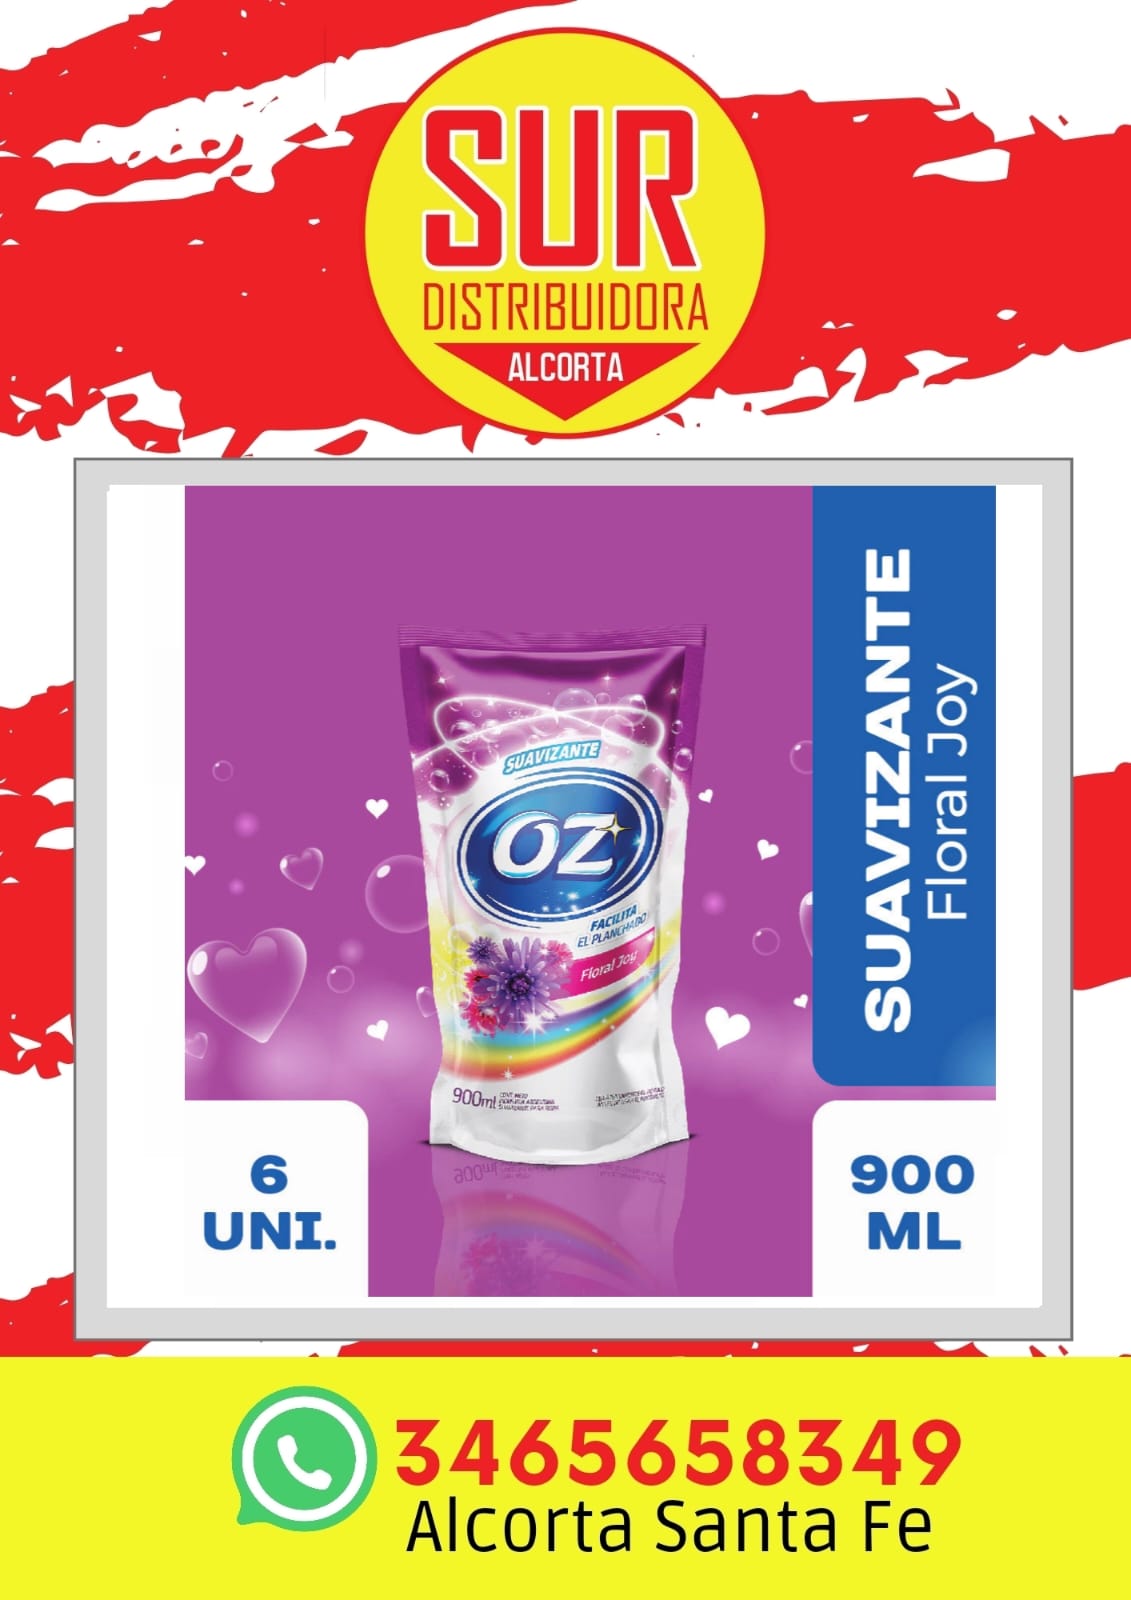 SUR
DISTRIBUIDORA
ALCORTA
SUAVIZANTE
Floral Joy
SUAVIZANTE
OZ
FACILITA
EL PLANCHADO
Floral Joy
900ml
6
UNI.
900
ML
3465658349
Alcorta Santa Fe